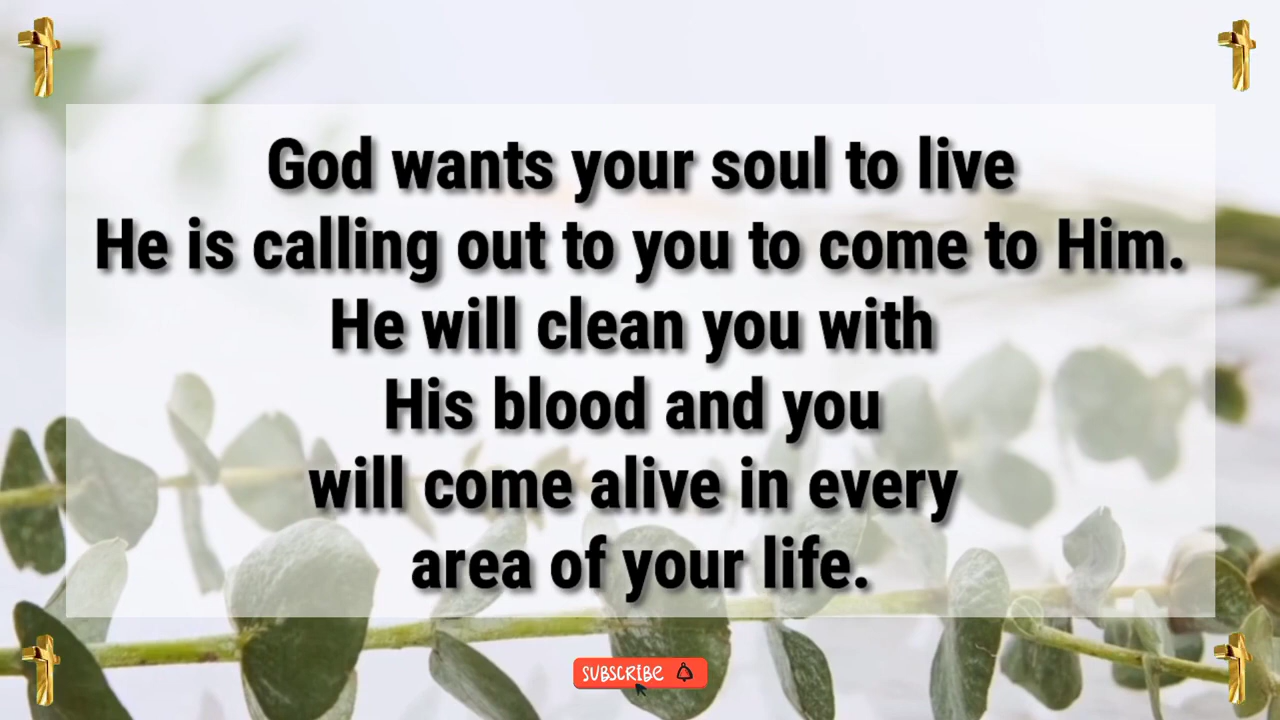 God wants your soul to live
He is calling out to you to come to Him.
He will clean you with
His blood and you
will come alive in every
area of your life.
SUBSCRIBE